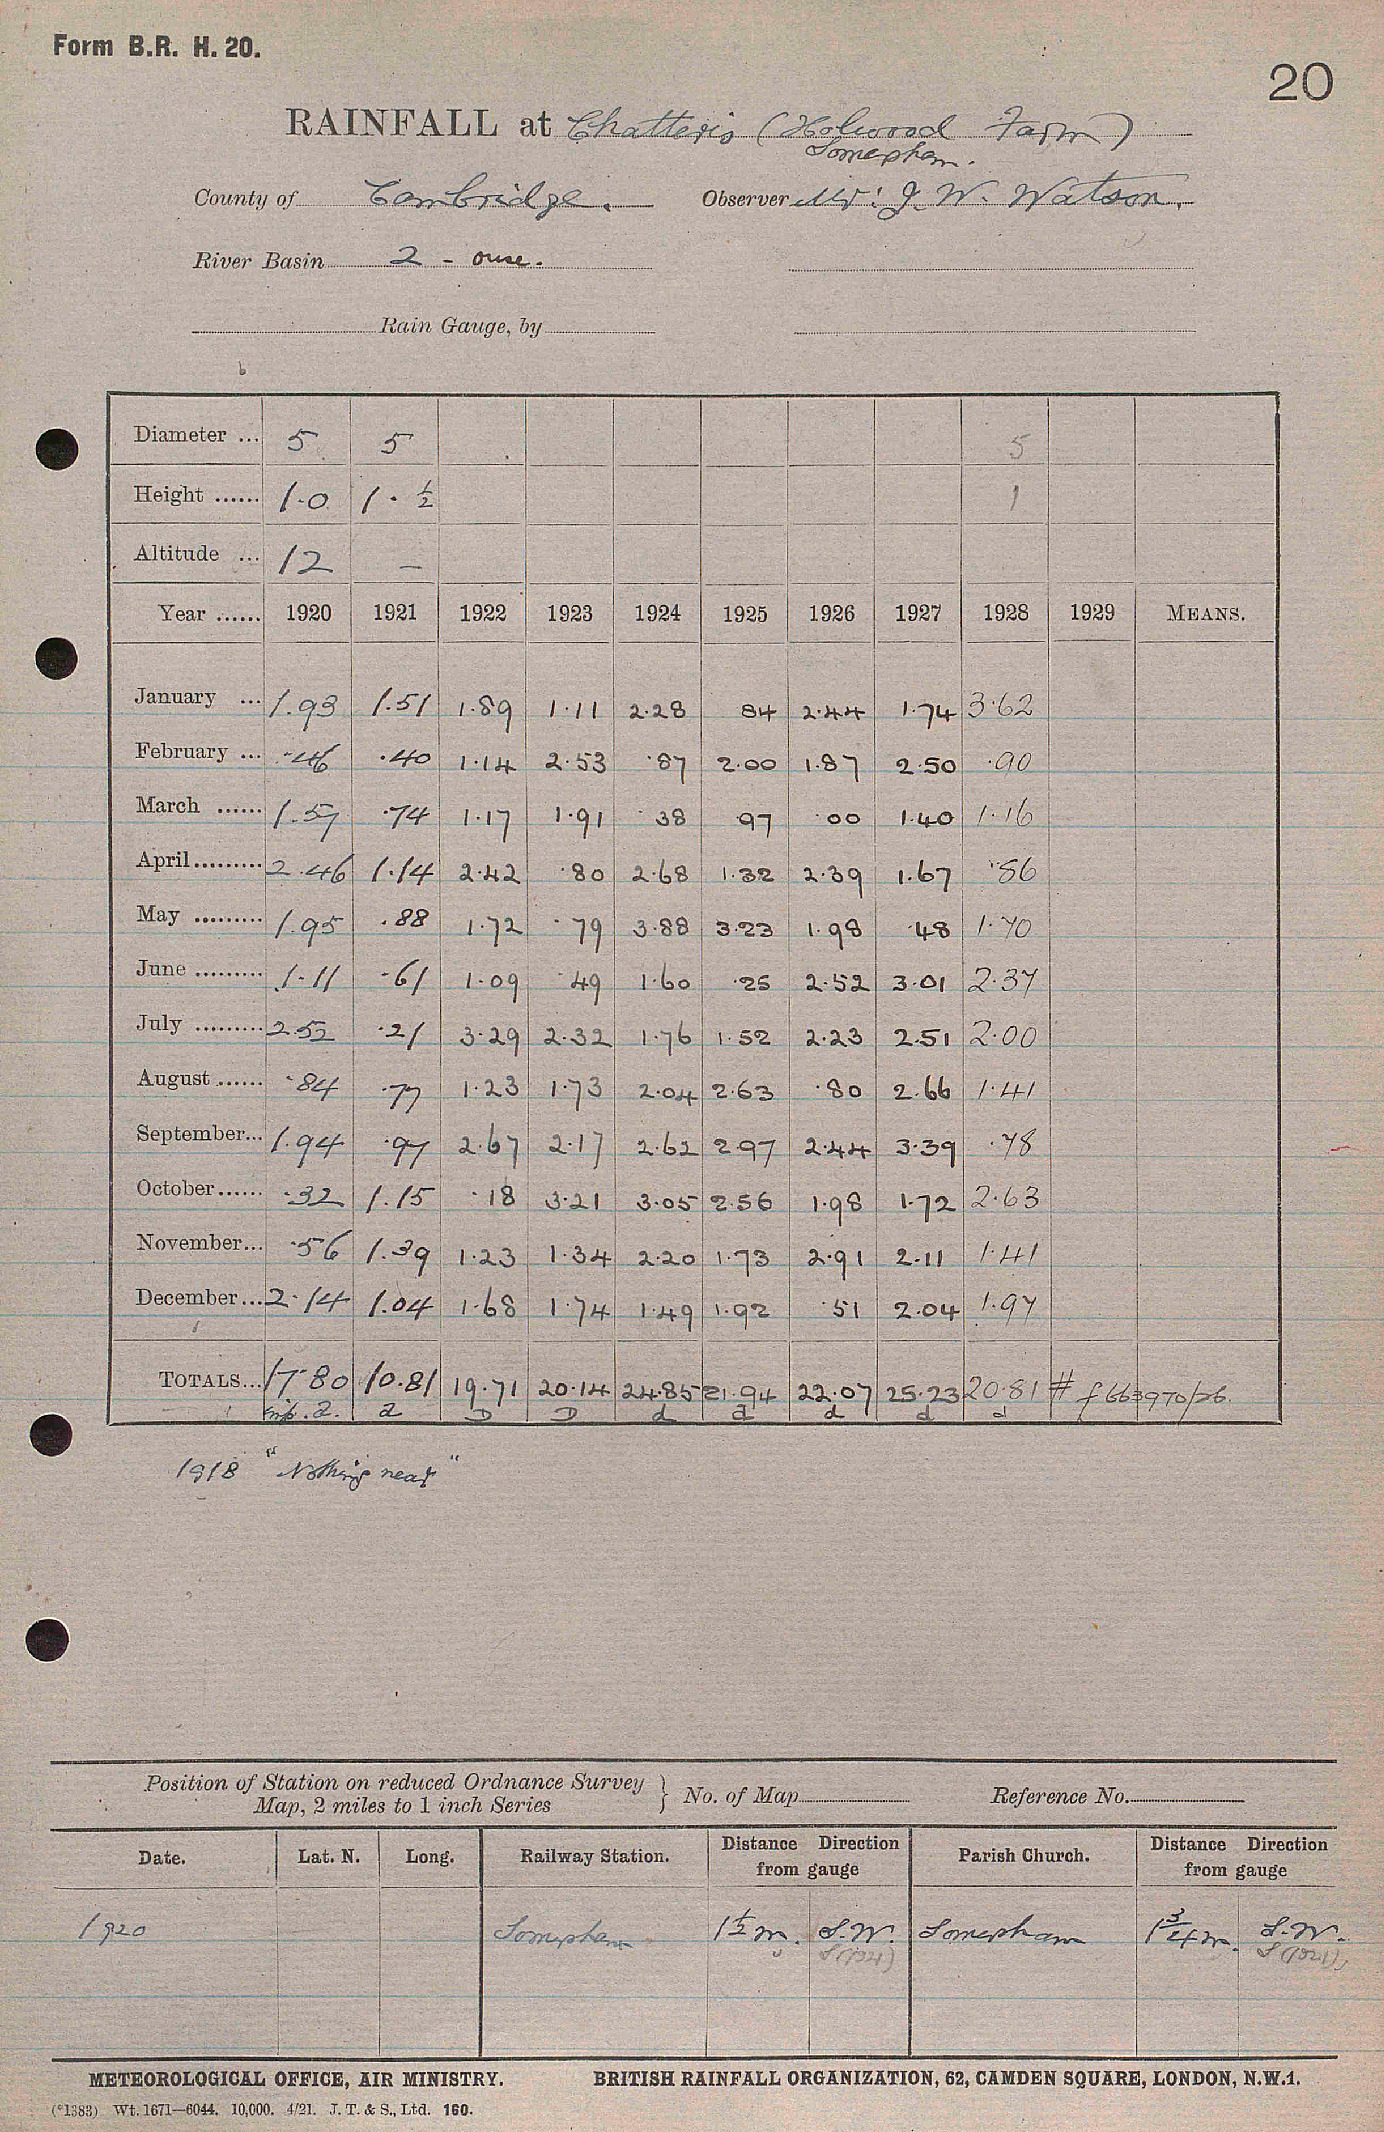 Form B.R. H. 20.
20
RAINFALL at Chatteris (Holwood Farm)
Somersham.
County of Cambridge. Observer Mr. J. W. Watson.
River Basin 2 - ouse.
Rain Gauge, by
Diameter ... 5 5 5
Height ...... 1.0 1. ½ 1
Altitude ... 12 —
Year ...... 1920 1921 1922 1923 1924 1925 1926 1927 1928 1929 MEANS.
January ... 1.93 1.51 1.89 1.11 2.28 84 2.44 1.74 3.62
February ... .46 .40 1.14 2.53 .87 2.00 1.87 2.50 .90
March ...... 1.57 .74 1.17 1.91 .38 97 .00 1.40 1.16
April......... 2.46 1.14 2.42 .80 2.68 1.32 2.39 1.67 .86
May ......... 1.95 .88 1.72 .79 3.88 3.23 1.98 .48 1.70
June ......... 1.11 .61 1.09 .49 1.60 .25 2.52 3.01 2.37
July ......... 2.52 .21 3.29 2.32 1.76 1.52 2.23 2.51 2.00
August ...... .84 .77 1.23 1.73 2.04 2.63 .80 2.66 1.41
September... 1.94 .97 2.67 2.17 2.62 2.97 2.44 3.39 .78
October...... .32 1.15 .18 3.21 3.05 2.56 1.98 1.72 2.63
November... .56 1.39 1.23 1.34 2.20 1.73 2.91 2.11 1.41
December... 2.14 1.04 1.68 1.74 1.49 1.92 .51 2.04 1.97
TOTALS... 17.80 10.81 19.71 20.14 24.85 21.94 22.07 25.23 20.81 # f 663970/26.
a. a D D d d d d d
1918 "Nothing near"
Position of Station on reduced Ordnance Survey
Map, 2 miles to 1 inch Series } No. of Map Reference No.
Date. Lat. N. Long. Railway Station. Distance Direction from gauge Parish Church. Distance Direction from gauge
1920 Somersham 1½ m. S.W. Somersham 1¾ m. S.W.
S (1921)
METEOROLOGICAL OFFICE, AIR MINISTRY. BRITISH RAINFALL ORGANIZATION, 62, CAMDEN SQUARE, LONDON, N.W.1.
(*1383) Wt. 1671—6044. 10,000. 4/21. J. T. & S., Ltd. 160.